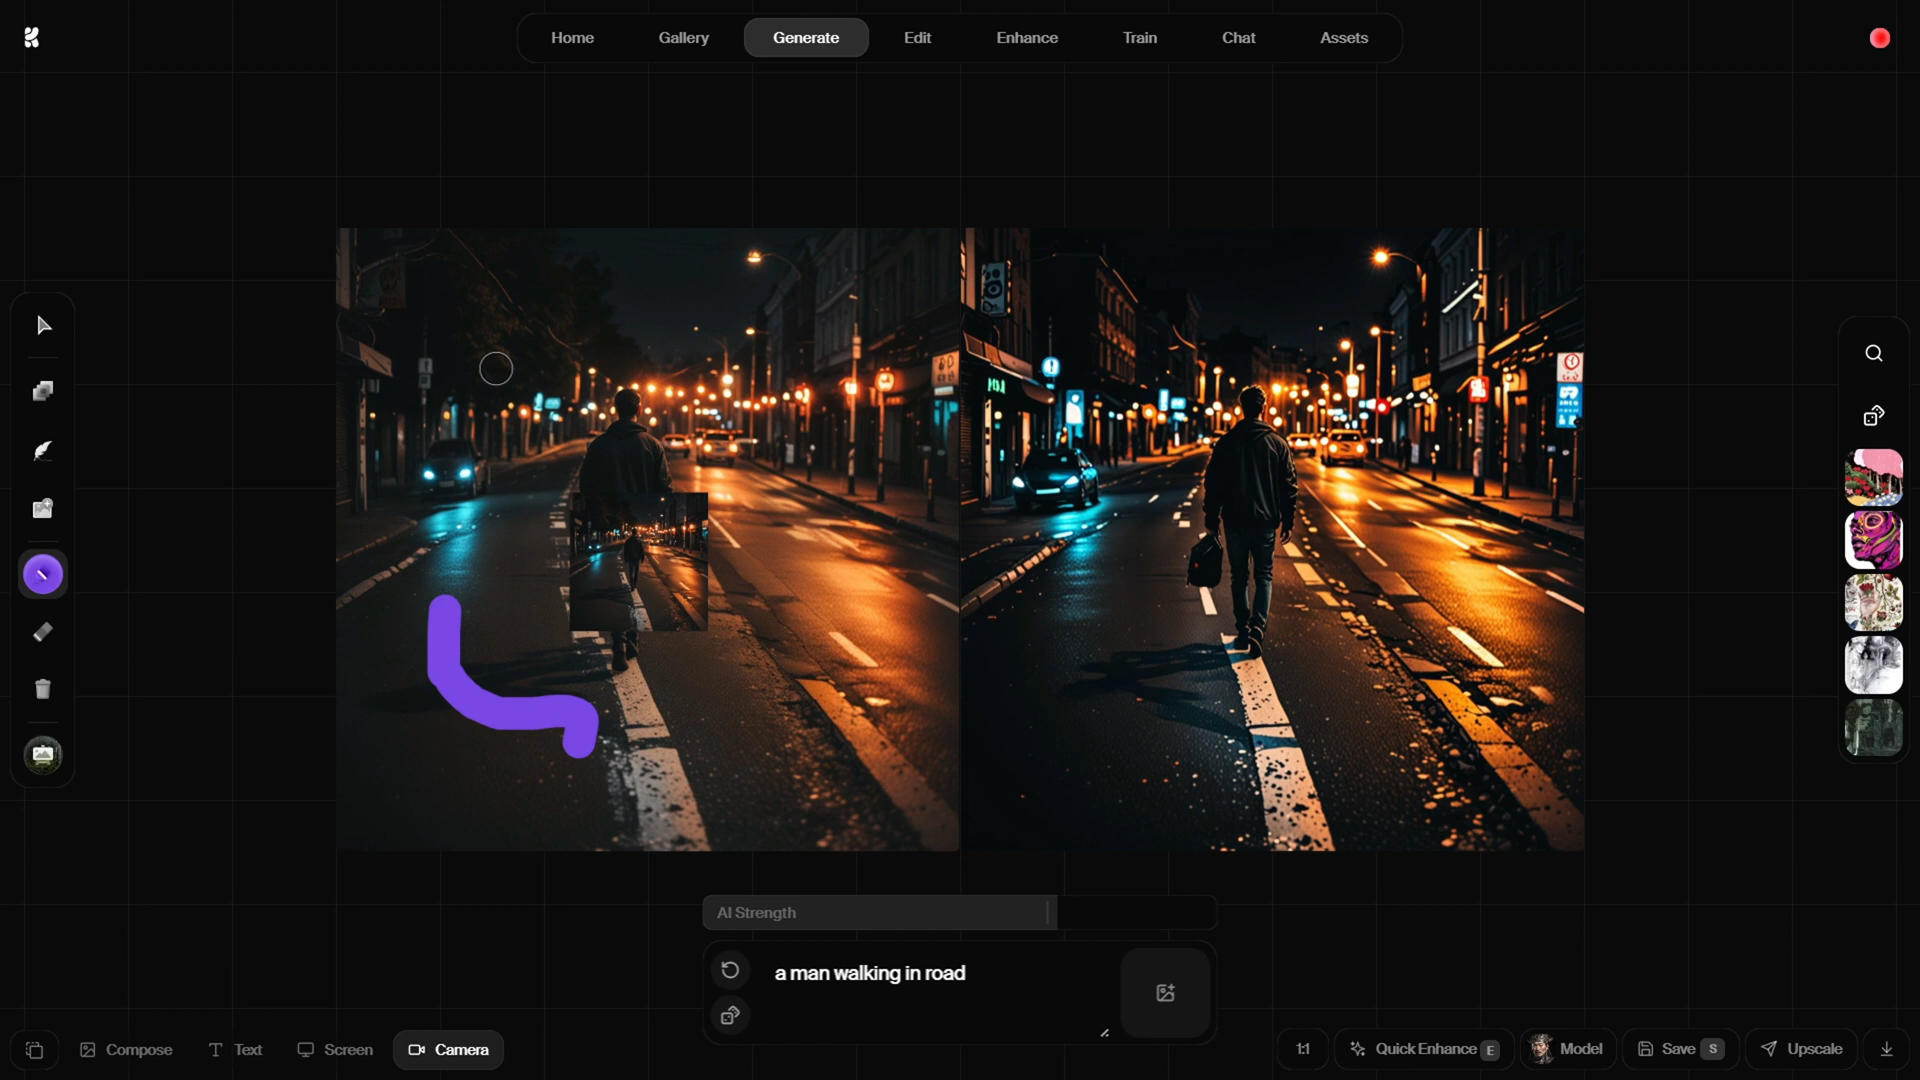 Home
Gallery
Generate
Edit
Enhance
Train
Chat
Assets
AI Strength
a man walking in road
Compose
Text
Screen
Camera
1:1
Quick Enhance E
Model
Save S
Upscale